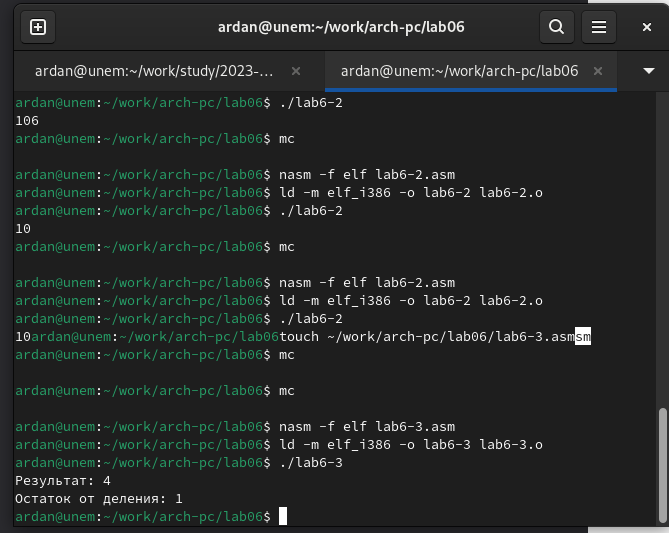 ardan@unem:~/work/arch-pc/lab06
ardan@unem:~/work/study/2023-...
ardan@unem:~/work/arch-pc/lab06
ardan@unem:~/work/arch-pc/lab06$ ./lab6-2
106
ardan@unem:~/work/arch-pc/lab06$ mc
ardan@unem:~/work/arch-pc/lab06$ nasm -f elf lab6-2.asm
ardan@unem:~/work/arch-pc/lab06$ ld -m elf_i386 -o lab6-2 lab6-2.o
ardan@unem:~/work/arch-pc/lab06$ ./lab6-2
10
ardan@unem:~/work/arch-pc/lab06$ mc
ardan@unem:~/work/arch-pc/lab06$ nasm -f elf lab6-2.asm
ardan@unem:~/work/arch-pc/lab06$ ld -m elf_i386 -o lab6-2 lab6-2.o
ardan@unem:~/work/arch-pc/lab06$ ./lab6-2
10ardan@unem:~/work/arch-pc/lab06touch ~/work/arch-pc/lab06/lab6-3.asmsm
ardan@unem:~/work/arch-pc/lab06$ mc
ardan@unem:~/work/arch-pc/lab06$ mc
ardan@unem:~/work/arch-pc/lab06$ nasm -f elf lab6-3.asm
ardan@unem:~/work/arch-pc/lab06$ ld -m elf_i386 -o lab6-3 lab6-3.o
ardan@unem:~/work/arch-pc/lab06$ ./lab6-3
Результат: 4
Остаток от деления: 1
ardan@unem:~/work/arch-pc/lab06$